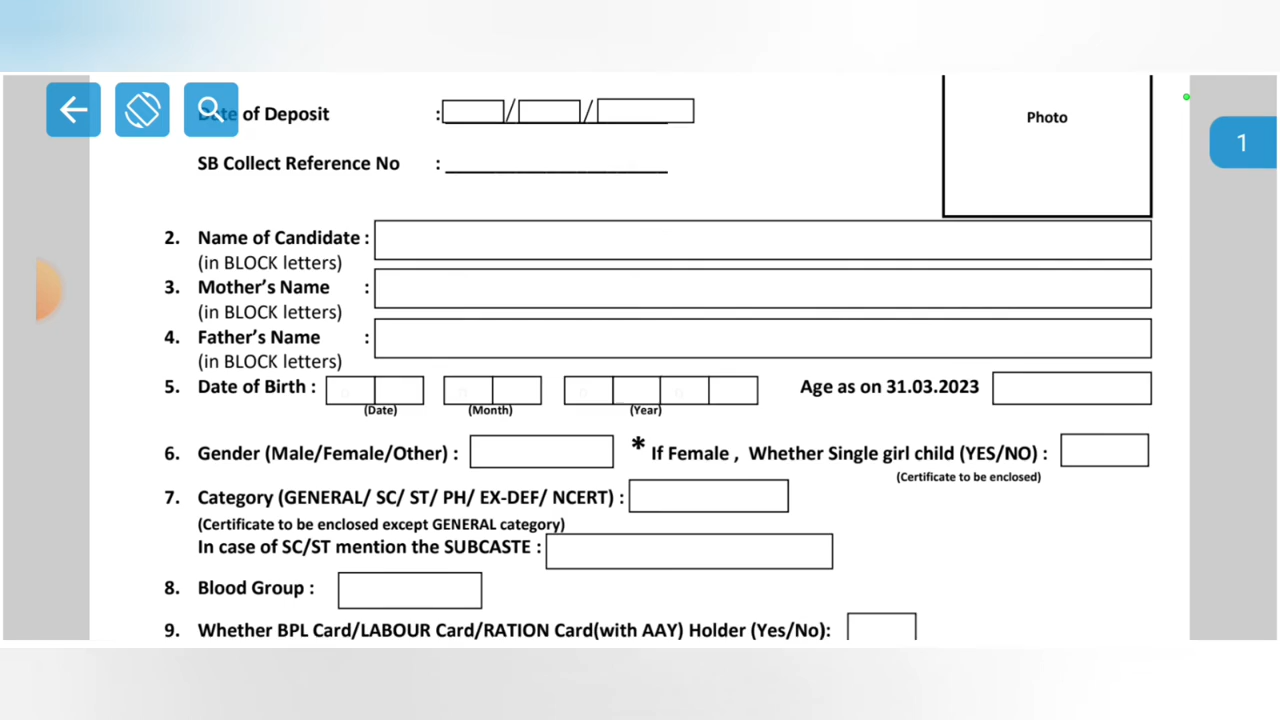 Date of Deposit : / /
Photo
1
SB Collect Reference No :
2. Name of Candidate :
(in BLOCK letters)
3. Mother’s Name :
(in BLOCK letters)
4. Father’s Name :
(in BLOCK letters)
5. Date of Birth : Age as on 31.03.2023
(Date) (Month) (Year)
6. Gender (Male/Female/Other) : * If Female , Whether Single girl child (YES/NO) :
(Certificate to be enclosed)
7. Category (GENERAL/ SC/ ST/ PH/ EX-DEF/ NCERT) :
(Certificate to be enclosed except GENERAL category)
In case of SC/ST mention the SUBCASTE :
8. Blood Group :
9. Whether BPL Card/LABOUR Card/RATION Card(with AAY) Holder (Yes/No):